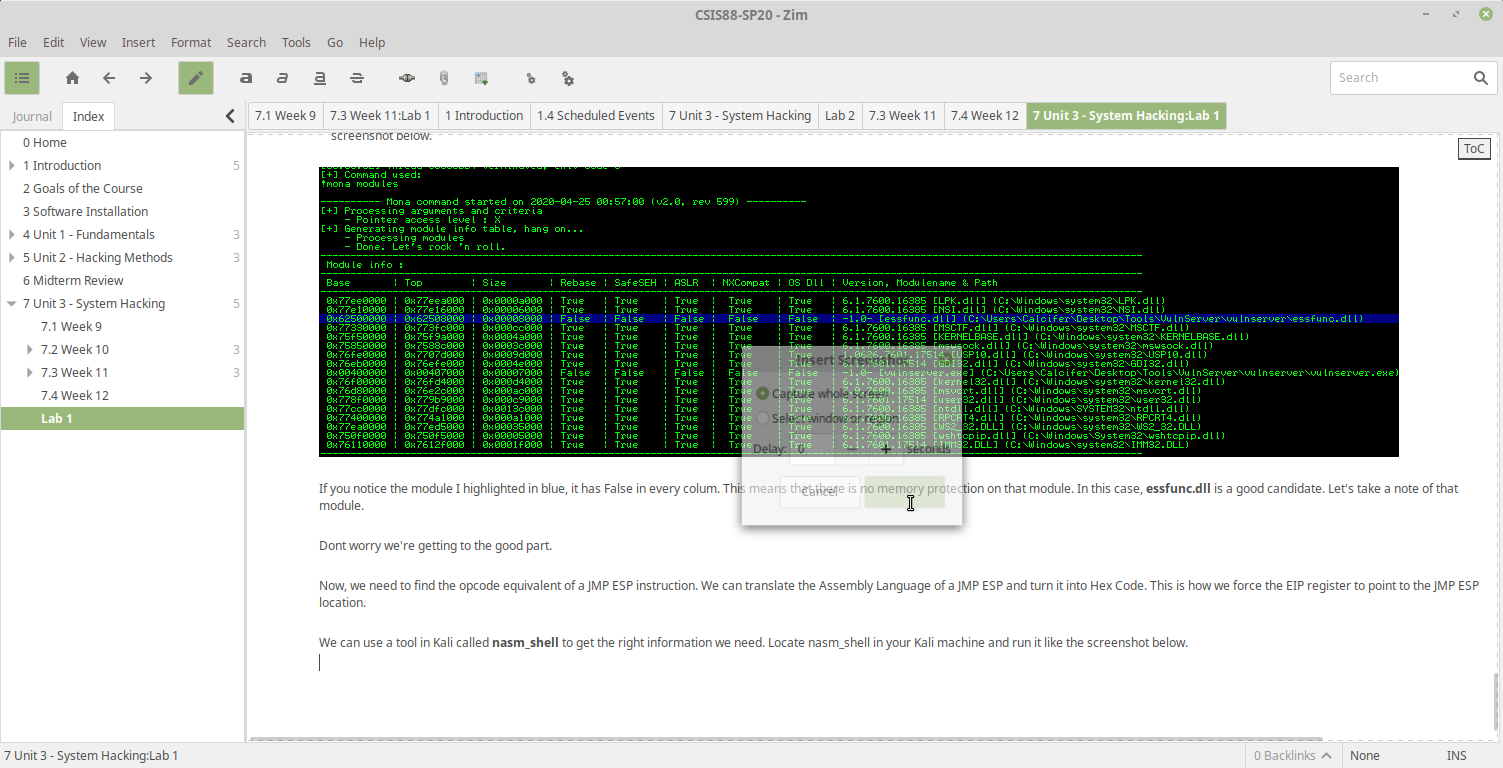 CSIS88-SP20 - Zim
File Edit View Insert Format Search Tools Go Help
Search
Journal Index
7.1 Week 9 7.3 Week 11:Lab 1 1 Introduction 1.4 Scheduled Events 7 Unit 3 - System Hacking Lab 2 7.3 Week 11 7.4 Week 12 7 Unit 3 - System Hacking:Lab 1
0 Home
1 Introduction 5
2 Goals of the Course
3 Software Installation
4 Unit 1 - Fundamentals 3
5 Unit 2 - Hacking Methods 3
6 Midterm Review
7 Unit 3 - System Hacking 5
7.1 Week 9
7.2 Week 10 3
7.3 Week 11 3
7.4 Week 12
Lab 1
ToC
screenshot below.
[+] Command used:
!mona modules
---------- Mona command started on 2020-04-25 00:57:00 (v2.0, rev 599) ----------
[+] Processing arguments and criteria
- Pointer access level : X
[+] Generating module info table, hang on...
- Processing modules
- Done. Let's rock 'n roll.
Module info :
Base | Top | Size | Rebase | SafeSEH | ASLR | NXCompat | OS Dll | Version, Modulename & Path
0x77ee0000 | 0x77eea000 | 0x0000a000 | True | True | True | True | True | 6.1.7600.16385 [LPK.dll] (C:\Windows\system32\LPK.dll)
0x77e10000 | 0x77e16000 | 0x00006000 | True | True | True | True | True | 6.1.7600.16385 [NSI.dll] (C:\Windows\system32\NSI.dll)
0x62500000 | 0x62508000 | 0x00008000 | False | False | False | False | False | -1.0- [essfunc.dll] (C:\Users\Calcifer\Desktop\Tools\VulnServer\vulnserver\essfunc.dll)
0x77330000 | 0x773fc000 | 0x000cc000 | True | True | True | True | True | 6.1.7600.16385 [MSCTF.dll] (C:\Windows\system32\MSCTF.dll)
0x75f50000 | 0x75f9a000 | 0x0004a000 | True | True | True | True | True | 6.1.7600.16385 [KERNELBASE.dll] (C:\Windows\system32\KERNELBASE.dll)
0x75850000 | 0x7588c000 | 0x0003c000 | True | True | True | True | True | 6.1.7600.16385 [mswsock.dll] (C:\Windows\system32\mswsock.dll)
0x76fe0000 | 0x7707d000 | 0x0009d000 | True | True | True | True | True | 1.0626.7601.17514 [USP10.dll] (C:\Windows\system32\USP10.dll)
0x76ea0000 | 0x76efe000 | True | True | True | True | True | [GDI32.dll] (C:\Windows\system32\GDI32.dll)
0x00400000 | 0x00407000 | 0x00007000 | False | False | False | False | False | -1.0- [vulnserver.exe] (C:\Users\Calcifer\Desktop\Tools\VulnServer\vulnserver\vulnserver.exe)
0x76f00000 | 0x76fd4000 | 0x000d4000 | True | True | True | True | True | 6.1.7600.16385 [kernel32.dll] (C:\Windows\system32\kernel32.dll)
0x76d80000 | 0x76e2c000 | 0x000ac000 | True | True | True | True | True | 6.1.7600.16385 [msvcrt.dll] (C:\Windows\system32\msvcrt.dll)
0x778f0000 | 0x779b9000 | 0x000c9000 | True | True | True | True | True | 6.1.7601.17514 [user32.dll] (C:\Windows\system32\user32.dll)
0x77cc0000 | 0x77dfc000 | 0x0013c000 | True | True | True | True | True | 6.1.7600.16385 [ntdll.dll] (C:\Windows\SYSTEM32\ntdll.dll)
0x77400000 | 0x774a1000 | 0x000a1000 | True | True | True | True | True | 6.1.7600.16385 [RPCRT4.dll] (C:\Windows\system32\RPCRT4.dll)
0x77ea0000 | 0x77ed5000 | 0x00035000 | True | True | True | True | True | 6.1.7600.16385 [WS2_32.DLL] (C:\Windows\system32\WS2_32.DLL)
0x750f0000 | 0x750f5000 | 0x00005000 | True | True | True | True | True | 6.1.7600.16385 [wshtcpip.dll] (C:\Windows\System32\wshtcpip.dll)
0x76110000 | 0x7612f000 | 0x0001f000 | True | True | True | True | True | 6.1.7601.17514 [IMM32.DLL] (C:\Windows\system32\IMM32.DLL)
Insert Screenshot
Capture whole screen
Select window or region
Delay: 0 − + seconds
Cancel
If you notice the module I highlighted in blue, it has False in every colum. This means that there is no memory protection on that module. In this case, essfunc.dll is a good candidate. Let's take a note of that
module.
Dont worry we're getting to the good part.
Now, we need to find the opcode equivalent of a JMP ESP instruction. We can translate the Assembly Language of a JMP ESP and turn it into Hex Code. This is how we force the EIP register to point to the JMP ESP
location.
We can use a tool in Kali called nasm_shell to get the right information we need. Locate nasm_shell in your Kali machine and run it like the screenshot below.
7 Unit 3 - System Hacking:Lab 1
0 Backlinks None INS